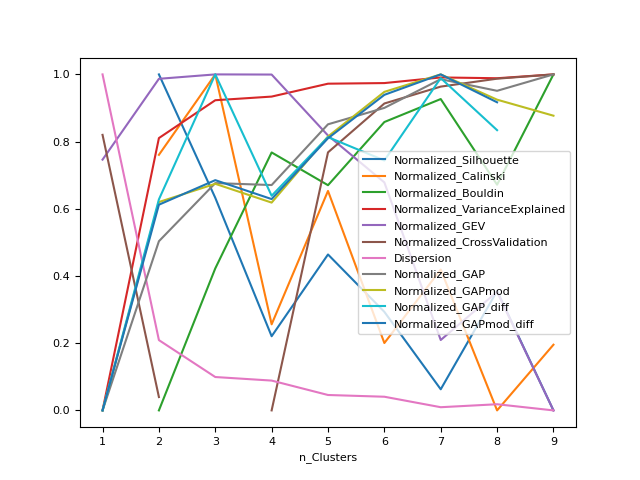 1.0
0.8
0.6
0.4
0.2
0.0
Normalized_Silhouette
Normalized_Calinski
Normalized_Bouldin
Normalized_VarianceExplained
Normalized_GEV
Normalized_CrossValidation
Dispersion
Normalized_GAP
Normalized_GAPmod
Normalized_GAP_diff
Normalized_GAPmod_diff
1 2 3 4 5 6 7 8 9
n_Clusters